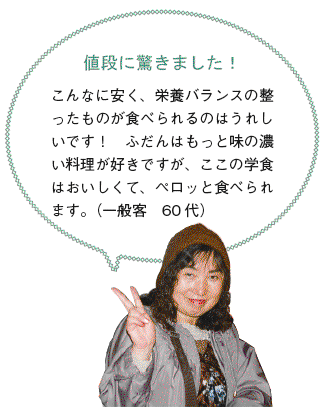 値段に驚きました！
こんなに安く、栄養バランスの整
ったものが食べられるのはうれし
いです！　ふだんはもっと味の濃
い料理が好きですが、ここの学食
はおいしくて、ペロッと食べられ
ます。（一般客　60代）